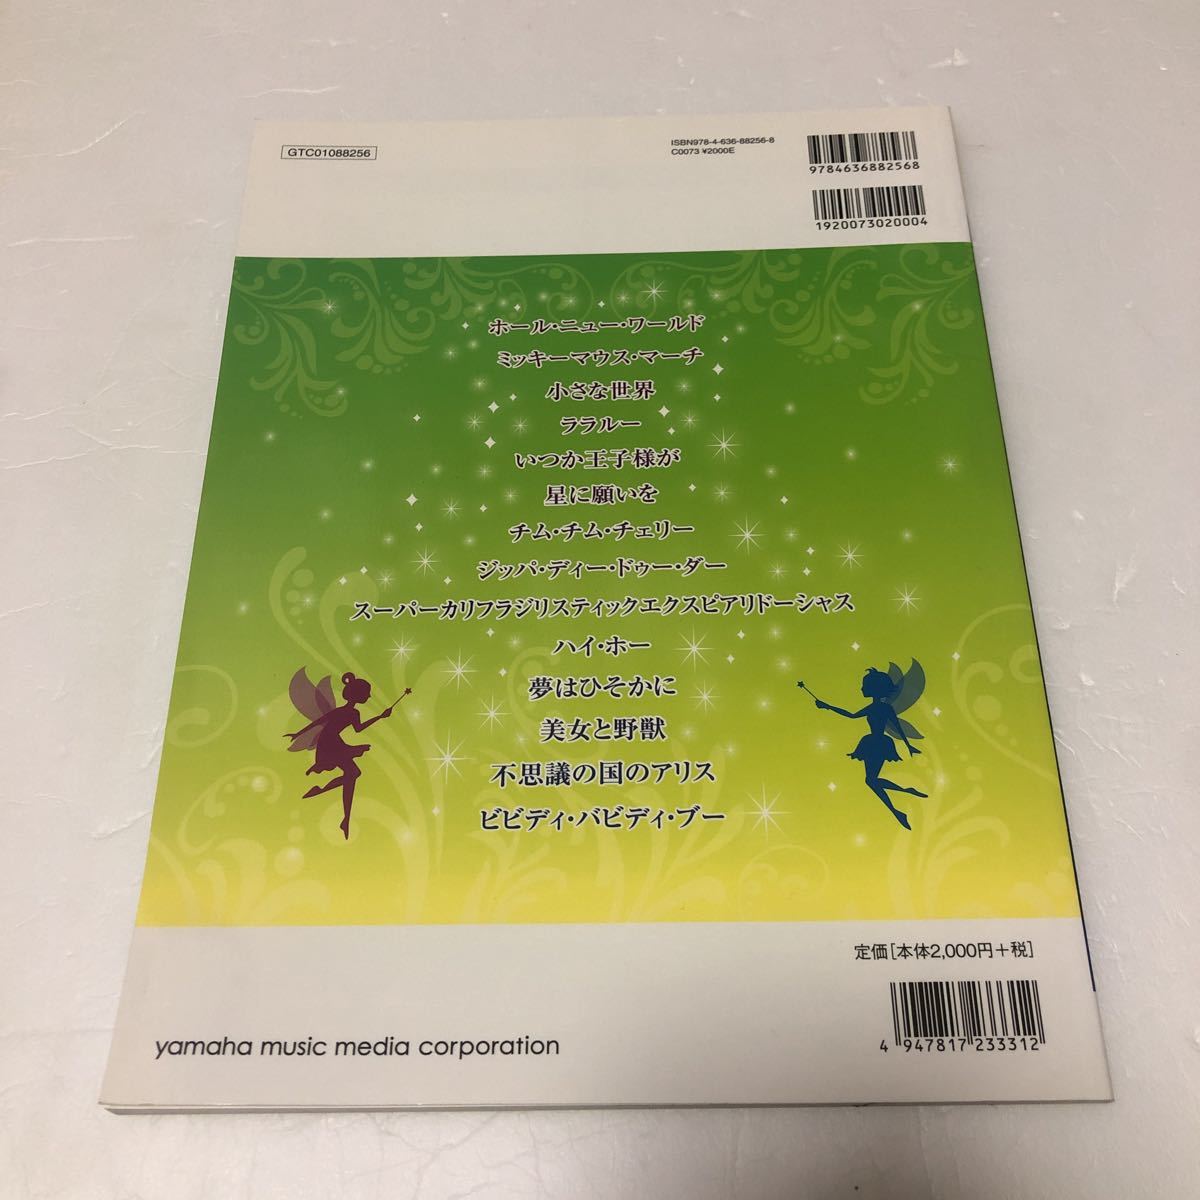 GTC01088256
ISBN978-4-636-88256-8
C0073 ¥2000E
9784636882568
1920073020004
ホール・ニュー・ワールド
ミッキーマウス・マーチ
小さな世界
ララルー
いつか王子様が
星に願いを
チム・チム・チェリー
ジッパ・ディー・ドゥー・ダー
スーパーカリフラジリスティックエクスピアリドーシャス
ハイ・ホー
夢はひそかに
美女と野獣
不思議の国のアリス
ビビディ・バビディ・ブー
定価[本体2,000円+税]
4 947817 233312
yamaha music media corporation